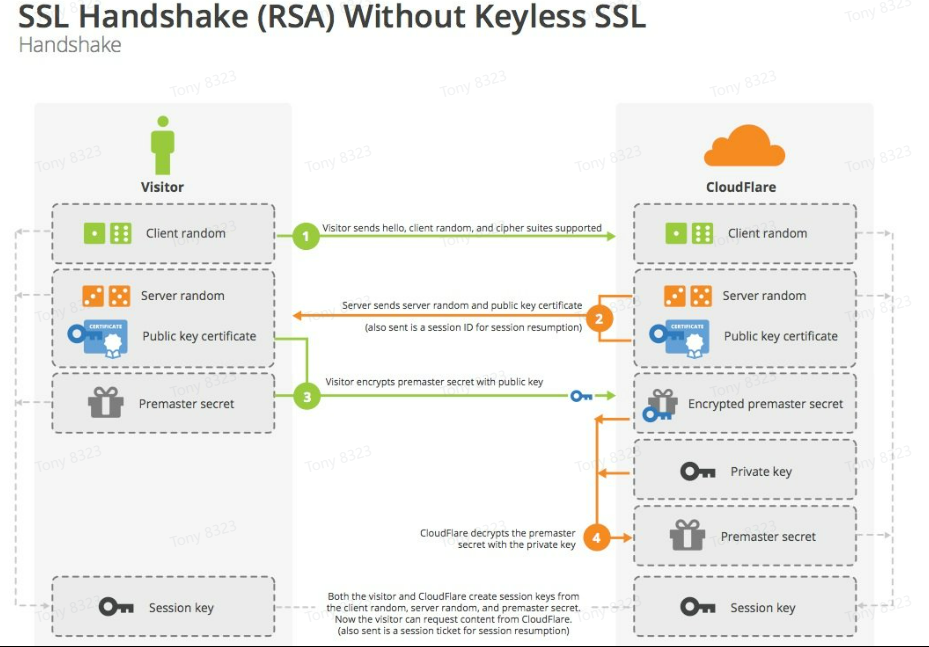 SSL Handshake (RSA) Without Keyless SSL
Handshake
Visitor
CloudFlare
Client random
1
Visitor sends hello, client random, and cipher suites supported
Client random
Server random
Public key certificate
CERTIFICATE
Server sends server random and public key certificate
(also sent is a session ID for session resumption)
2
Server random
Public key certificate
CERTIFICATE
Premaster secret
3
Visitor encrypts premaster secret with public key
Encrypted premaster secret
Private key
CloudFlare decrypts the premaster
secret with the private key
4
Premaster secret
Session key
Both the visitor and CloudFlare create session keys from
the client random, server random, and premaster secret.
Now the visitor can request content from CloudFlare.
(also sent is a session ticket for session resumption)
Session key
Tony 8323